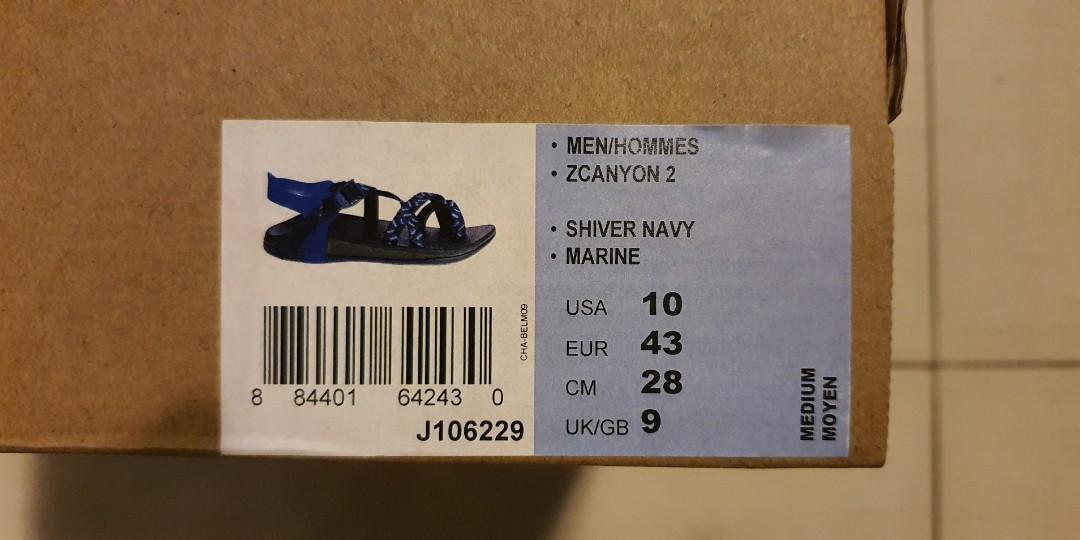 • MEN/HOMMES
• ZCANYON 2
• SHIVER NAVY
• MARINE
USA 10
EUR 43
CM 28
UK/GB 9
MEDIUM
MOYEN
CHA-BELM09
8 84401 64243 0
J106229